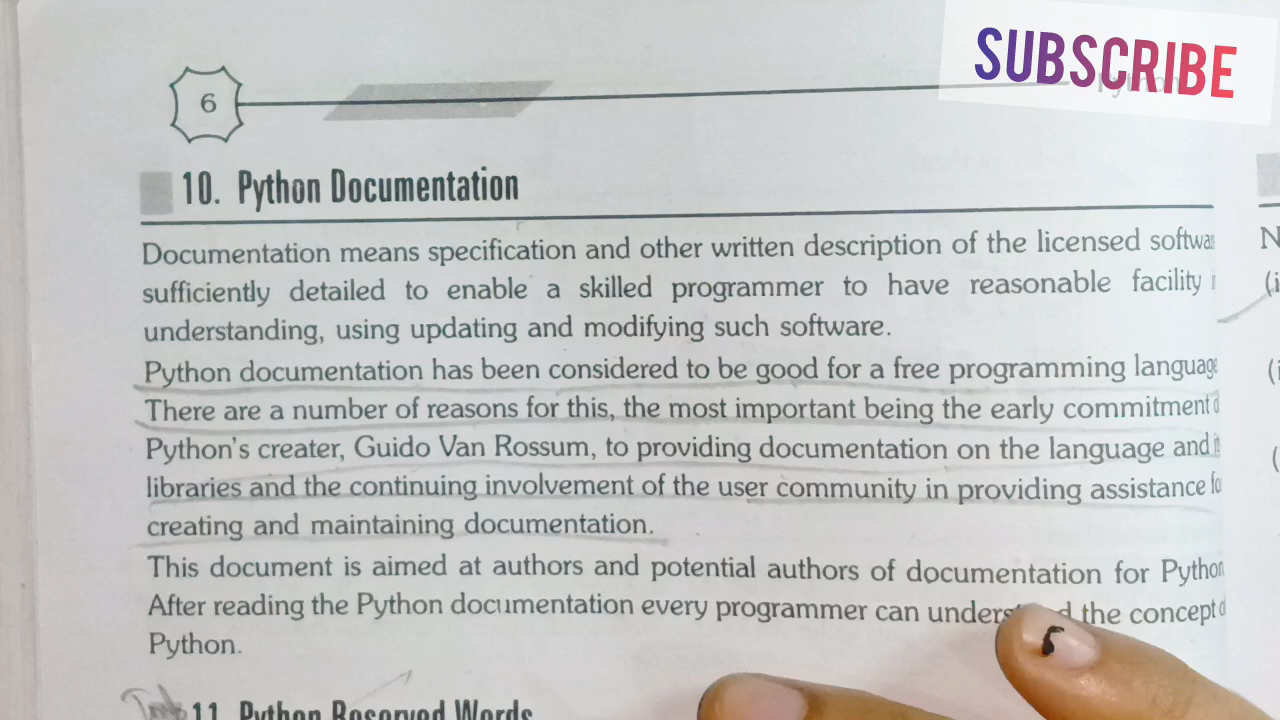 SUBSCRIBE
6
10. Python Documentation
Documentation means specification and other written description of the licensed
sufficiently detailed to enable a skilled programmer to have reasonable facility
understanding, using updating and modifying such software.
Python documentation has been considered to be good for a free programming language
There are a number of reasons for this, the most important being the early commitment
Python's creater, Guido Van Rossum, to providing documentation on the language and
libraries and the continuing involvement of the user community in providing assistance
creating and maintaining documentation.
This document is aimed at authors and potential authors of documentation for Python
After reading the Python documentation every programmer can the concept
Python.
11. Python Reserved Words